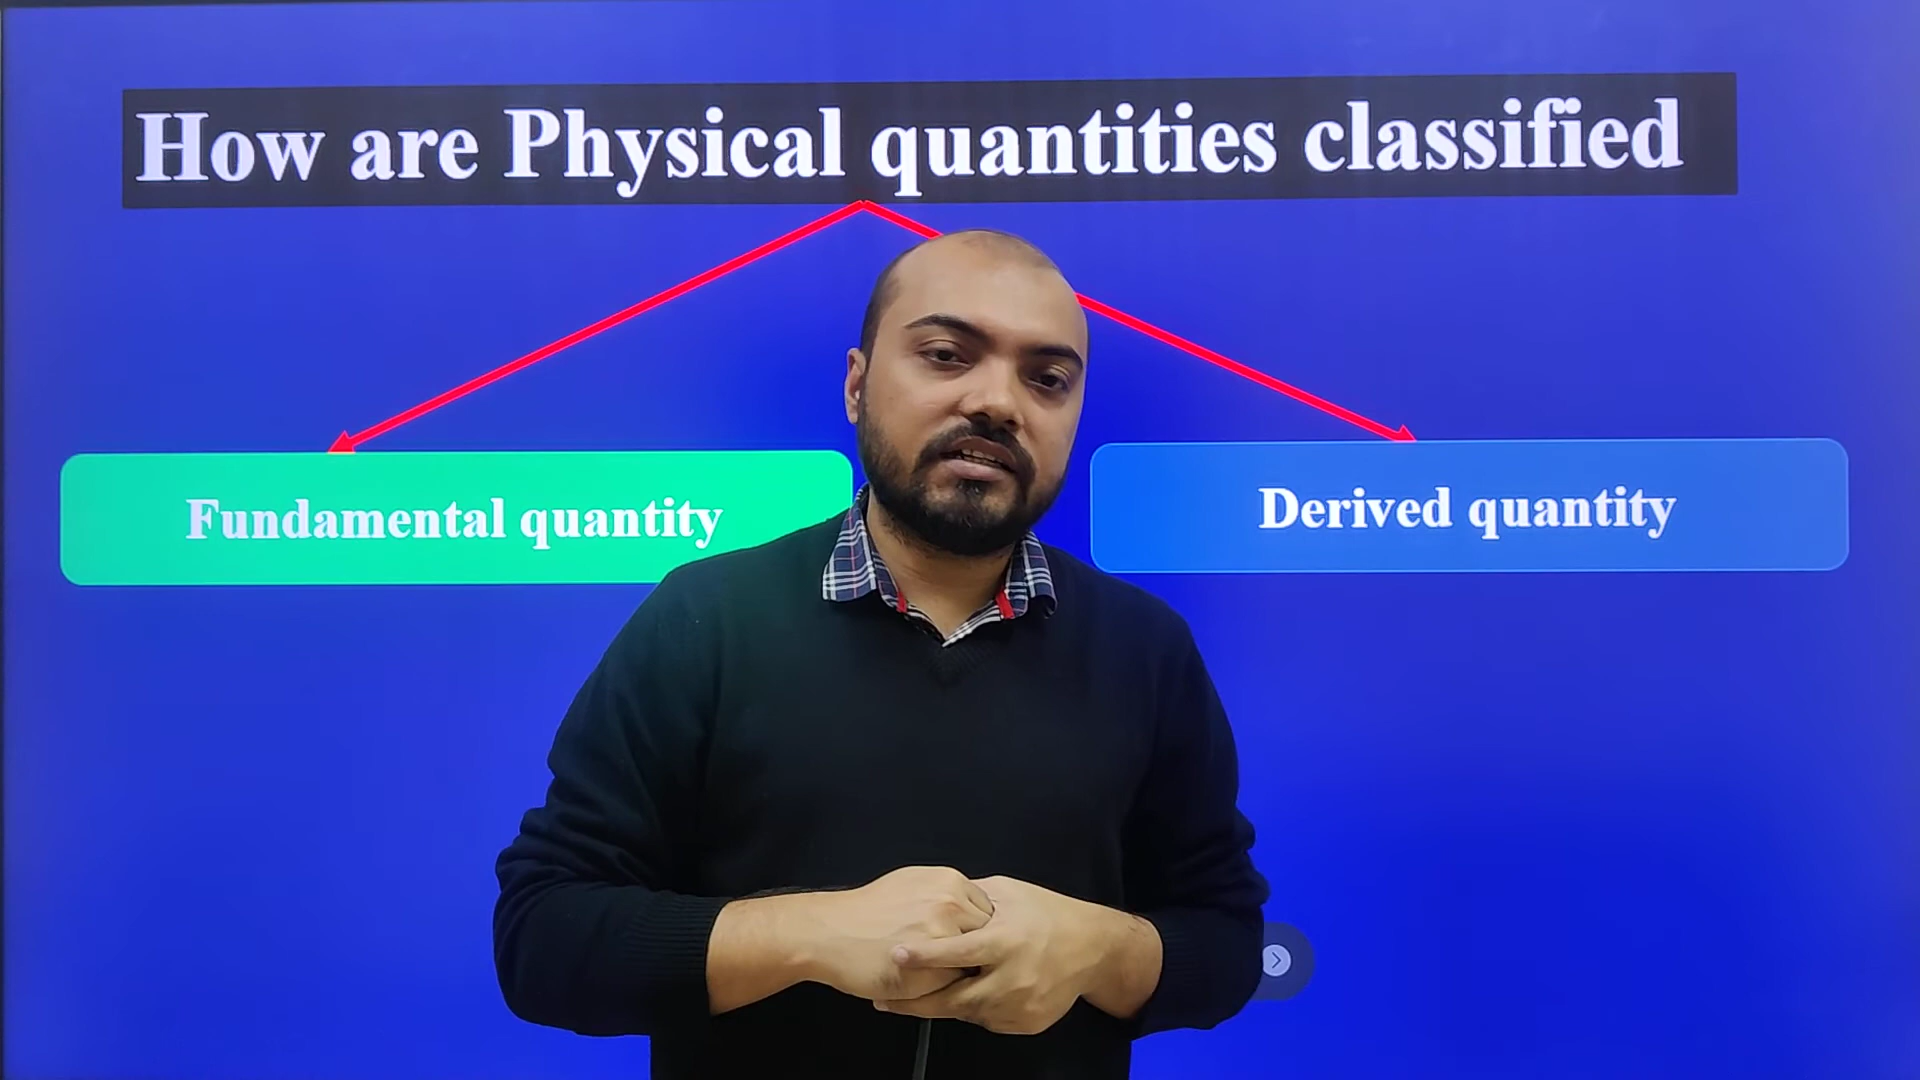 How are Physical quantities classified
Fundamental quantity
Derived quantity